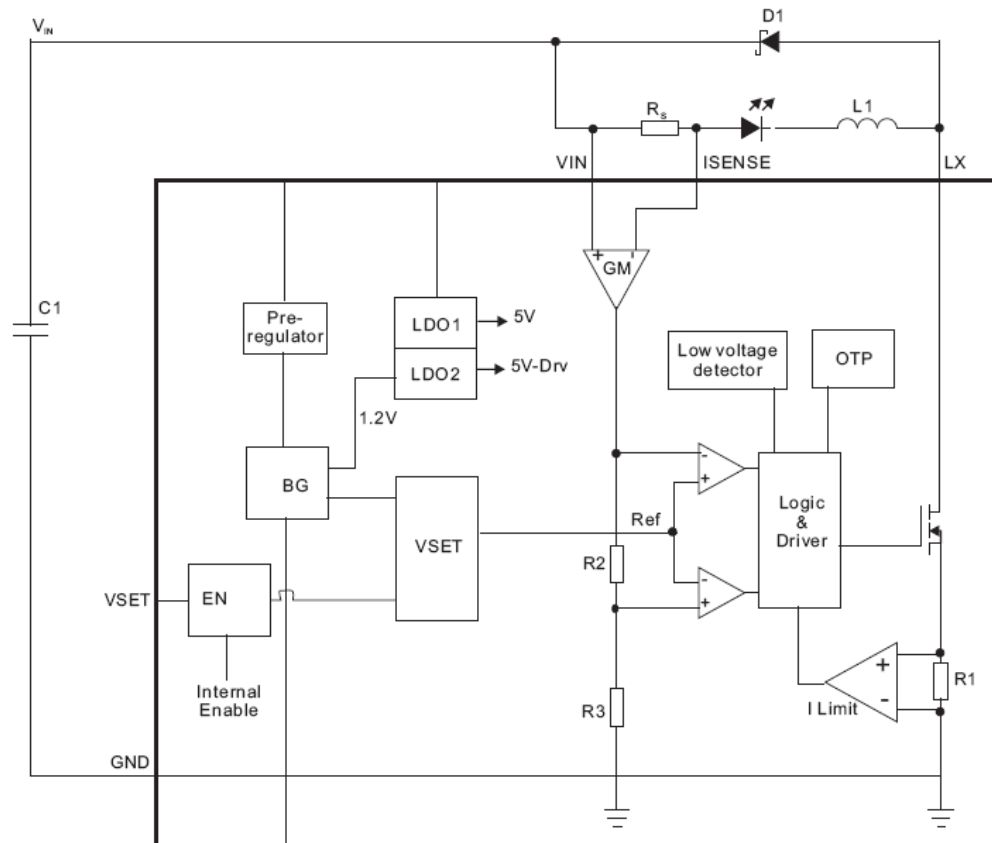 D1
VIN
Rs
L1
VIN
ISENSE
LX
+
-
GM
C1
Pre-
regulator
LDO1
5V
LDO2
5V-Drv
Low voltage
detector
OTP
1.2V
BG
-
+
VSET
Ref
Logic
&
Driver
R2
-
+
VSET
EN
Internal
Enable
R3
+
-
I Limit
R1
GND